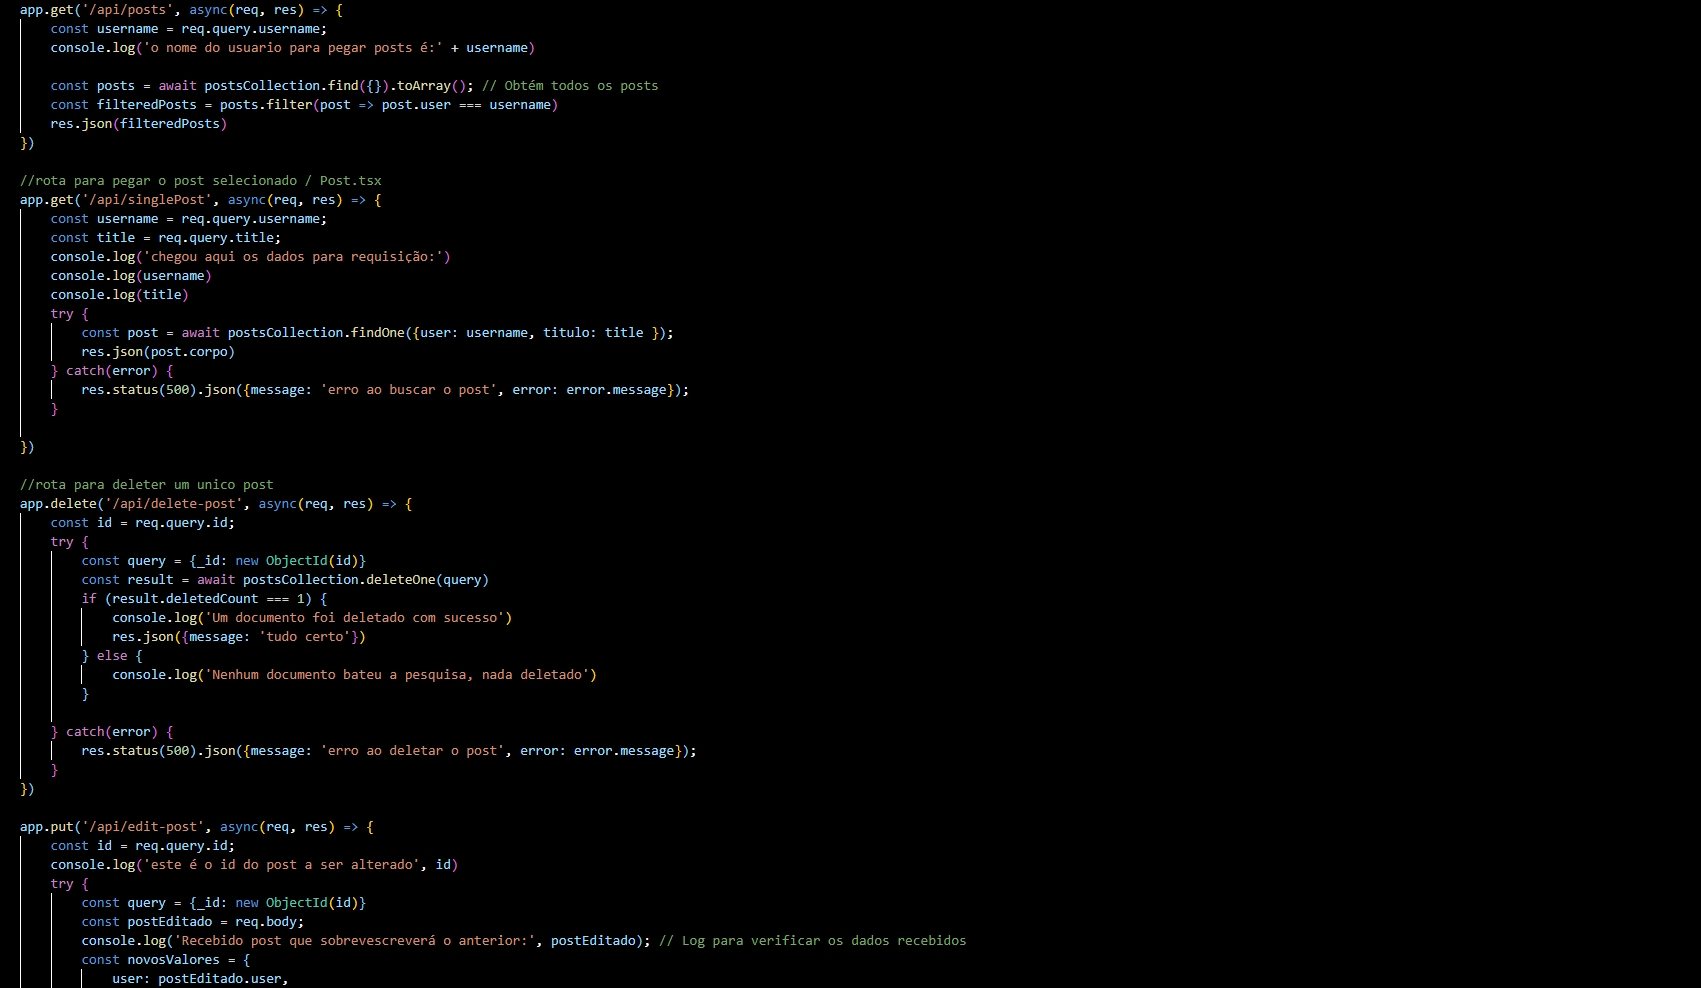 app.get('/api/posts', async(req, res) => {
const username = req.query.username;
console.log('o nome do usuario para pegar posts é:' + username)
const posts = await postsCollection.find({}).toArray(); // Obtém todos os posts
const filteredPosts = posts.filter(post => post.user === username)
res.json(filteredPosts)
})
//rota para pegar o post selecionado / Post.tsx
app.get('/api/singlePost', async(req, res) => {
const username = req.query.username;
const title = req.query.title;
console.log('chegou aqui os dados para requisição:')
console.log(username)
console.log(title)
try {
const post = await postsCollection.findOne({user: username, titulo: title });
res.json(post.corpo)
} catch(error) {
res.status(500).json({message: 'erro ao buscar o post', error: error.message});
}
})
//rota para deleter um unico post
app.delete('/api/delete-post', async(req, res) => {
const id = req.query.id;
try {
const query = {_id: new ObjectId(id)}
const result = await postsCollection.deleteOne(query)
if (result.deletedCount === 1) {
console.log('Um documento foi deletado com sucesso')
res.json({message: 'tudo certo'})
} else {
console.log('Nenhum documento bateu a pesquisa, nada deletado')
}
} catch(error) {
res.status(500).json({message: 'erro ao deletar o post', error: error.message});
}
})
app.put('/api/edit-post', async(req, res) => {
const id = req.query.id;
console.log('este é o id do post a ser alterado', id)
try {
const query = {_id: new ObjectId(id)}
const postEditado = req.body;
console.log('Recebido post que sobrevescreverá o anterior:', postEditado); // Log para verificar os dados recebidos
const novosValores = {
user: postEditado.user,